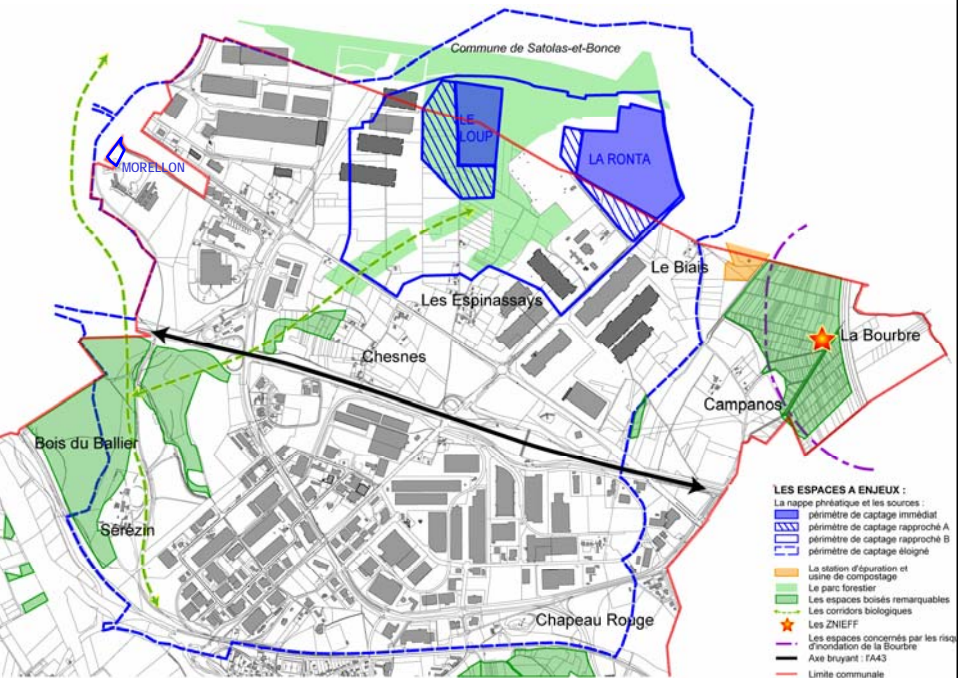 Commune de Satolas-et-Bonce
LE
LOUP
LA RONTA
MORELLON
Le Biais
Les Espinassays
La Bourbre
Chesnes
Campanos
Bois du Ballier
Sérézin
Chapeau Rouge
LES ESPACES A ENJEUX :
La nappe phréatique et les sources :
périmètre de captage immédiat
périmètre de captage rapproché A
périmètre de captage rapproché B
périmètre de captage éloigné
La station d'épuration et
usine de compostage
Le parc forestier
Les espaces boisés remarquables
Les corridors biologiques
Les ZNIEFF
Les espaces concernés par les risqu
d'inondation de la Bourbre
Axe bruyant : l'A43
Limite communale